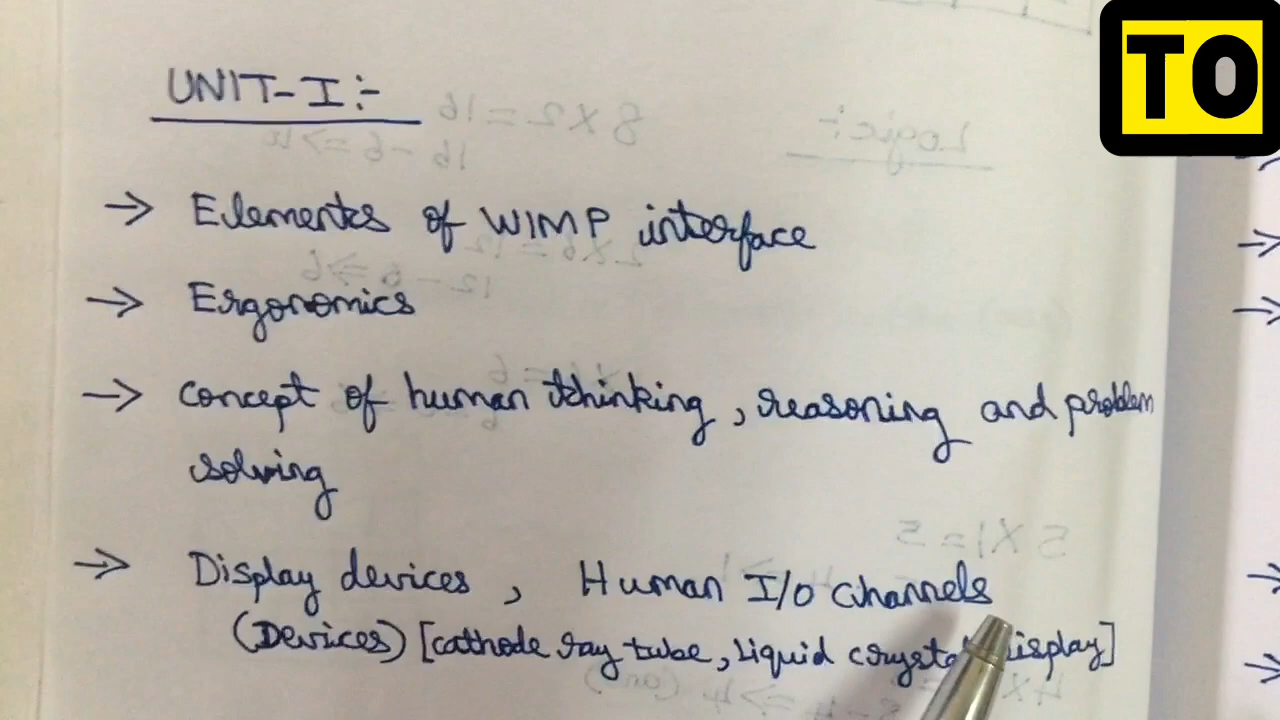 TO
UNIT-I:-
→ Elements of WIMP interface
→ Ergonomics
→ concept of human thinking, reasoning and problem
solving
→ Display devices, Human I/O channels
(Devices) [cathode ray tube, liquid crystal display]